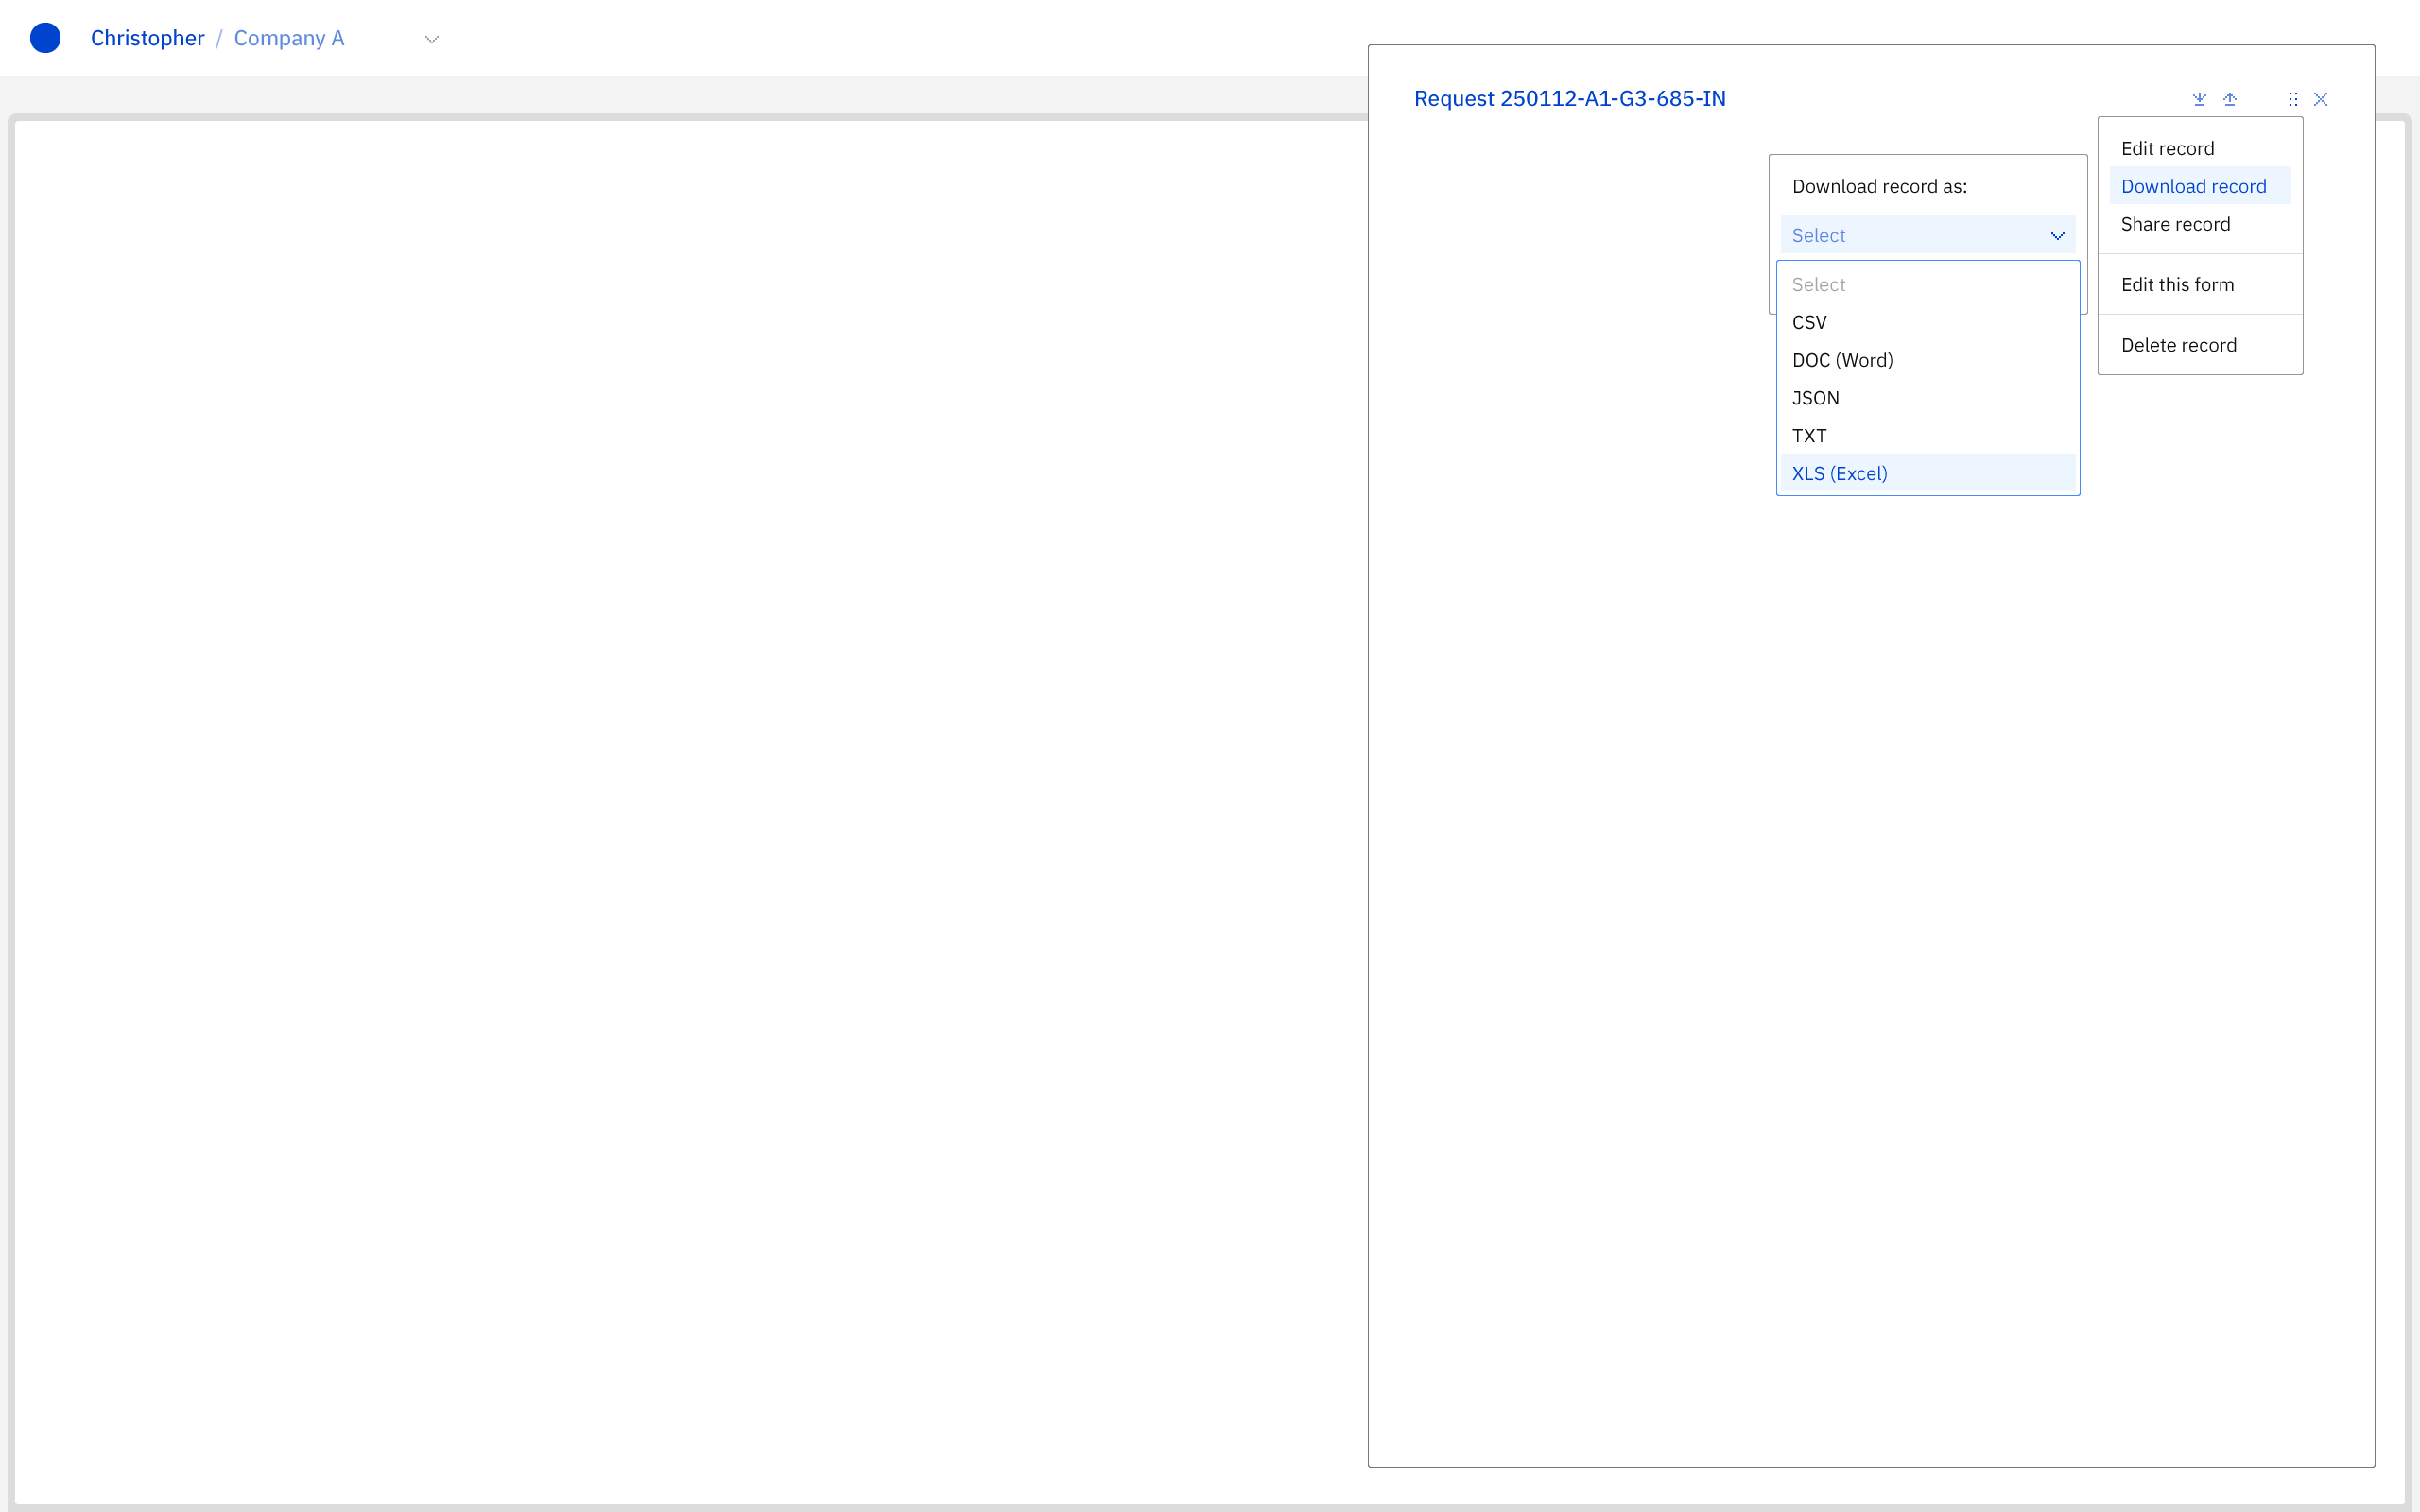 Christopher / Company A
Request 250112-A1-G3-685-IN
Edit record
Download record
Share record
Edit this form
Delete record
Download record as:
Select
Select
CSV
DOC (Word)
JSON
TXT
XLS (Excel)